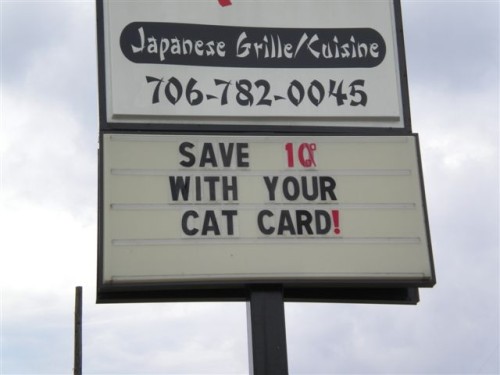 Japanese Grille/Cuisine
706-782-0045
SAVE 10%
WITH YOUR
CAT CARD!